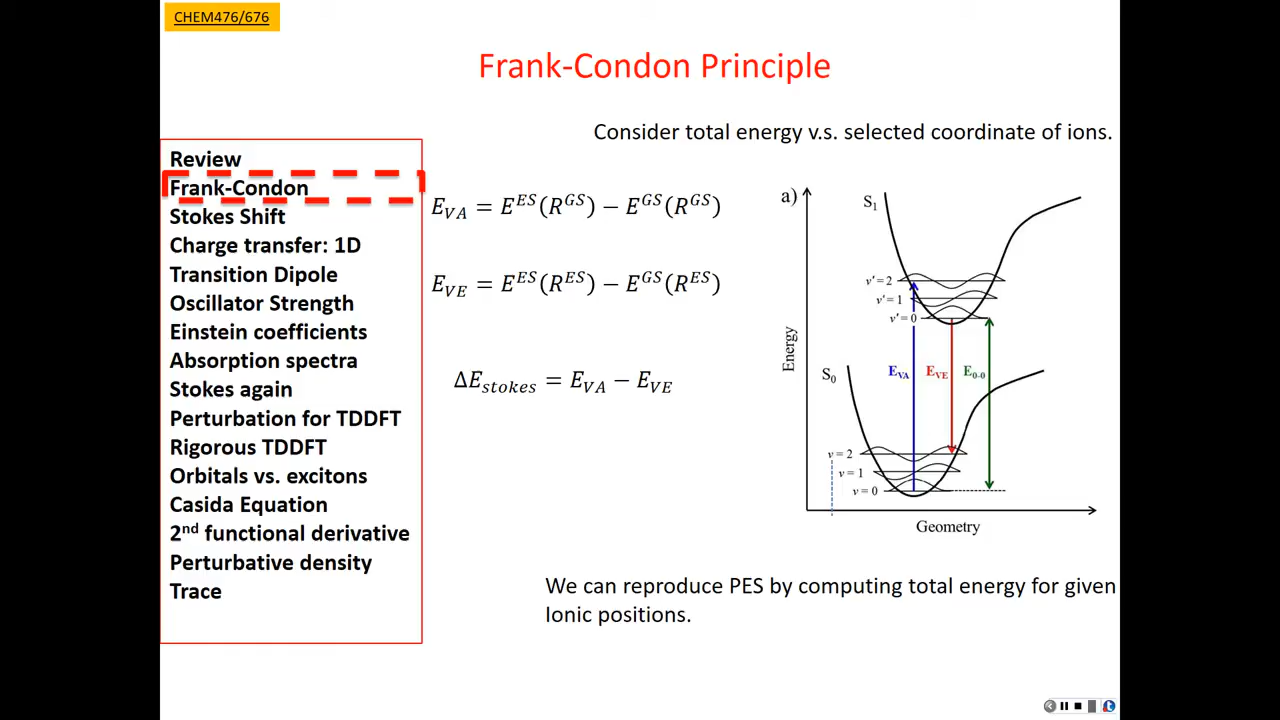 CHEM476/676
Frank-Condon Principle
Consider total energy v.s. selected coordinate of ions.
Review
Frank-Condon
Stokes Shift
Charge transfer: 1D
Transition Dipole
Oscillator Strength
Einstein coefficients
Absorption spectra
Stokes again
Perturbation for TDDFT
Rigorous TDDFT
Orbitals vs. excitons
Casida Equation
2nd functional derivative
Perturbative density
Trace
E_VA = E^ES(R^GS) − E^GS(R^GS)
E_VE = E^ES(R^ES) − E^GS(R^ES)
ΔE_stokes = E_VA − E_VE
a)
S1
v' = 2
v' = 1
v' = 0
Energy
S0
E_VA
E_VE
E_0-0
v = 2
v = 1
v = 0
Geometry
We can reproduce PES by computing total energy for given
Ionic positions.